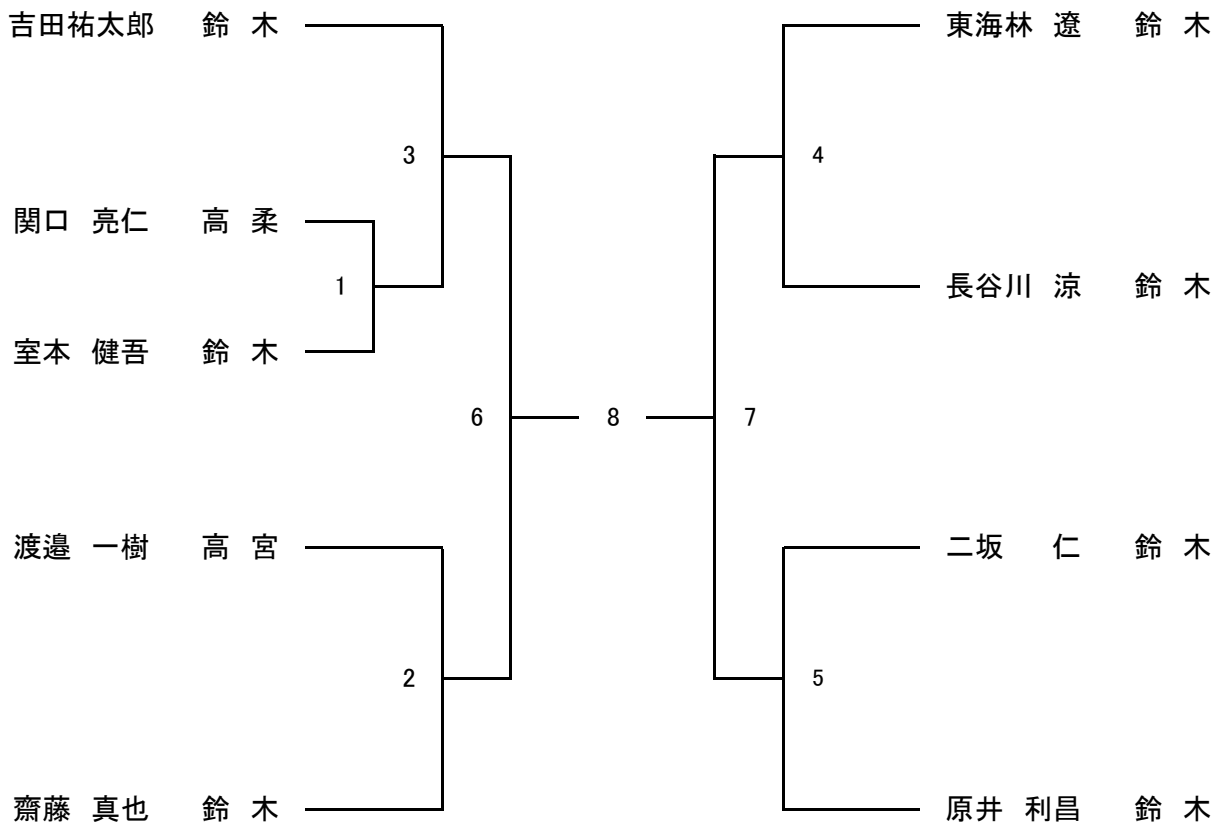 吉田祐太郎 鈴 木
3
関口 亮仁 高 柔
1
室本 健吾 鈴 木
6
渡邉 一樹 高 宮
2
齋藤 真也 鈴 木
8
東海林 遼 鈴 木
4
長谷川 涼 鈴 木
7
二坂 仁 鈴 木
5
原井 利昌 鈴 木